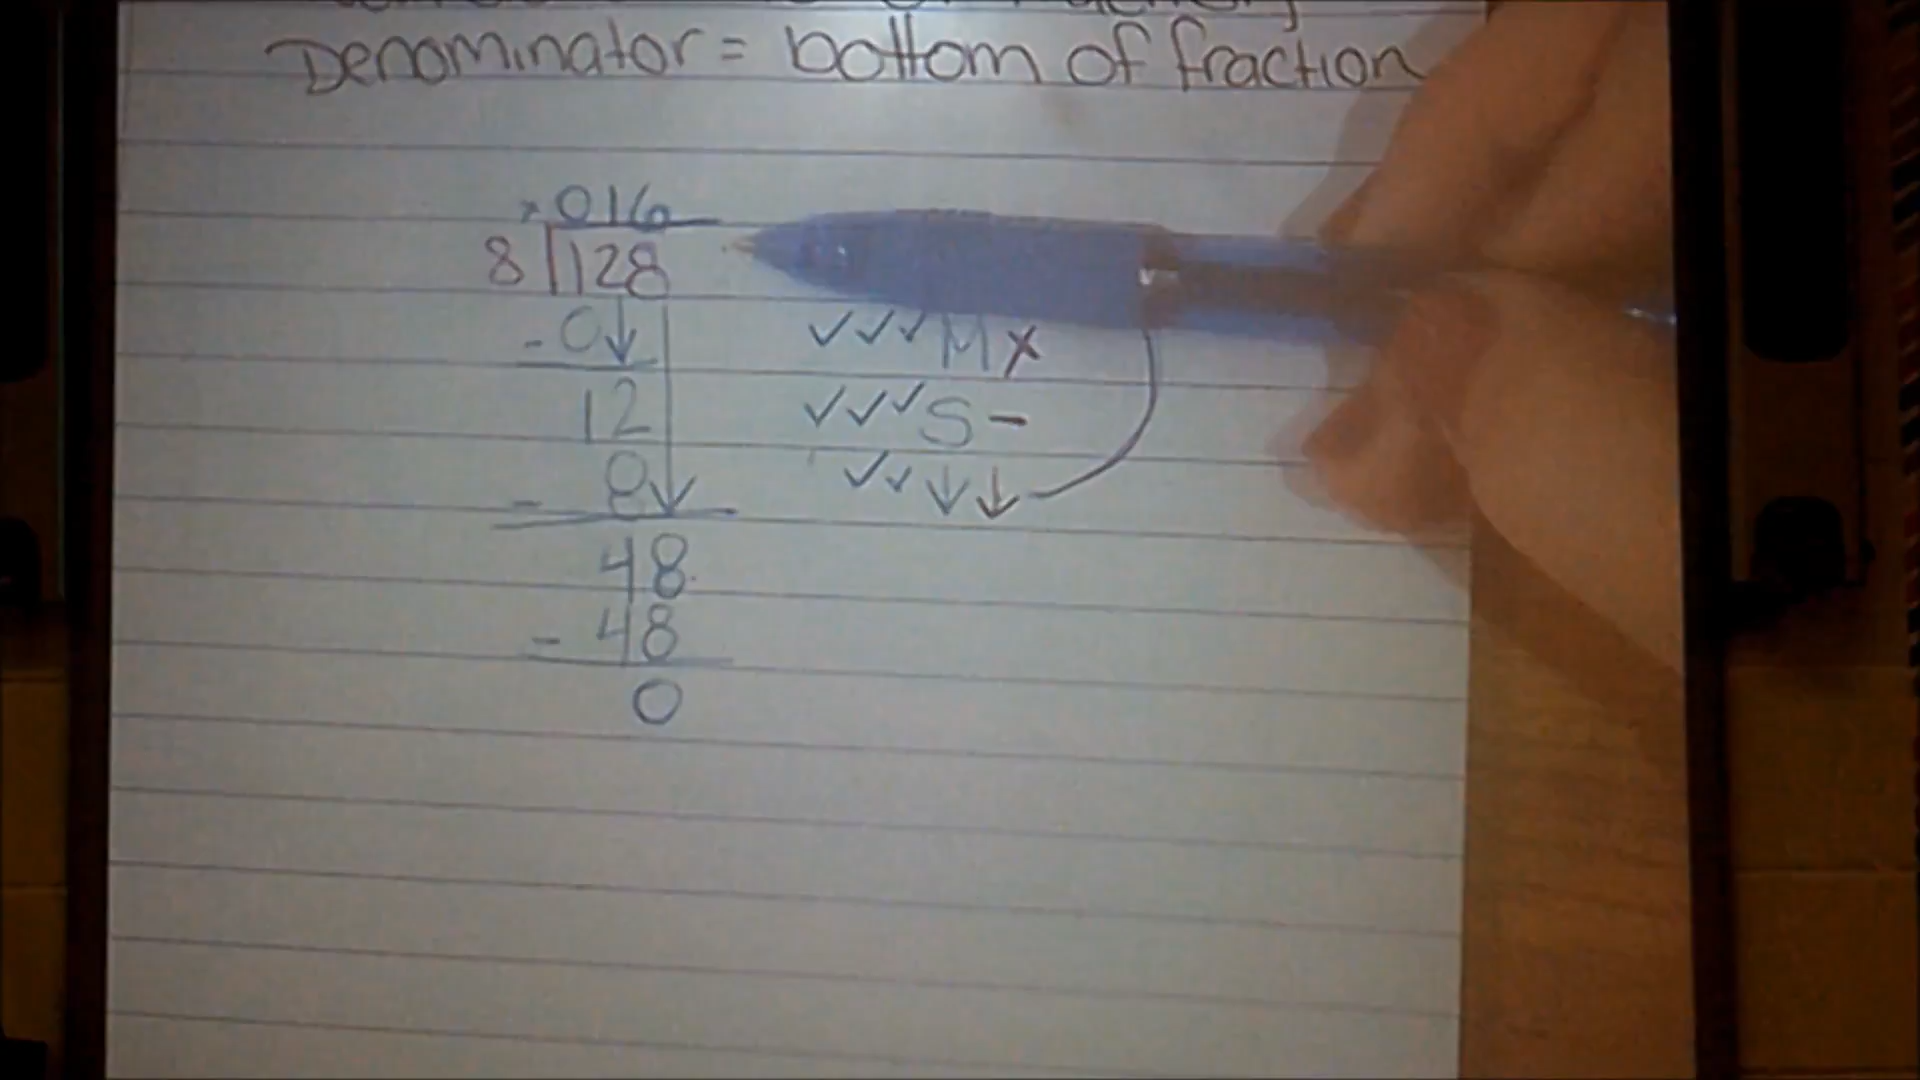 Denominator = bottom of fraction
× 016
8 128
- 0↓
✓✓✓ M ×
12
✓✓✓ S -
- 8↓
✓✓ ↓ ↓
48
- 48
0